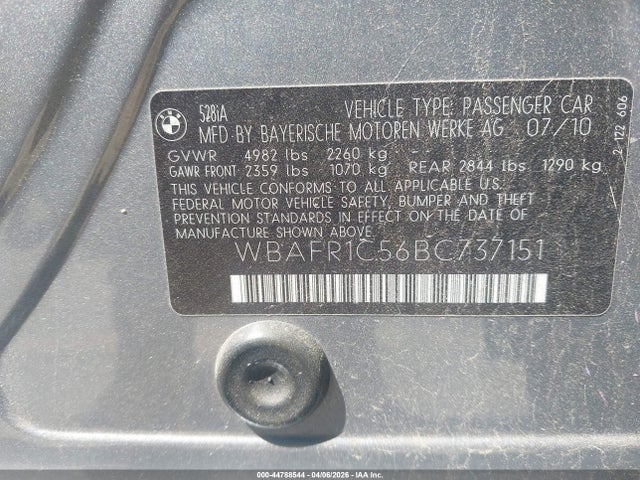 BMW
528iA
VEHICLE TYPE: PASSENGER CAR
MFD BY BAYERISCHE MOTOREN WERKE AG 07/10
GVWR 4982 lbs 2260 kg
GAWR FRONT 2359 lbs 1070 kg REAR 2844 lbs 1290 kg
THIS VEHICLE CONFORMS TO ALL APPLICABLE U.S.
FEDERAL MOTOR VEHICLE SAFETY, BUMPER AND THEFT
PREVENTION STANDARDS IN EFFECT ON THE DATE OF
MANUFACTURE SHOWN ABOVE.
WBAFR1C56BC737151
2 122 606
000-44788544 - 04/06/2026 - IAA Inc.